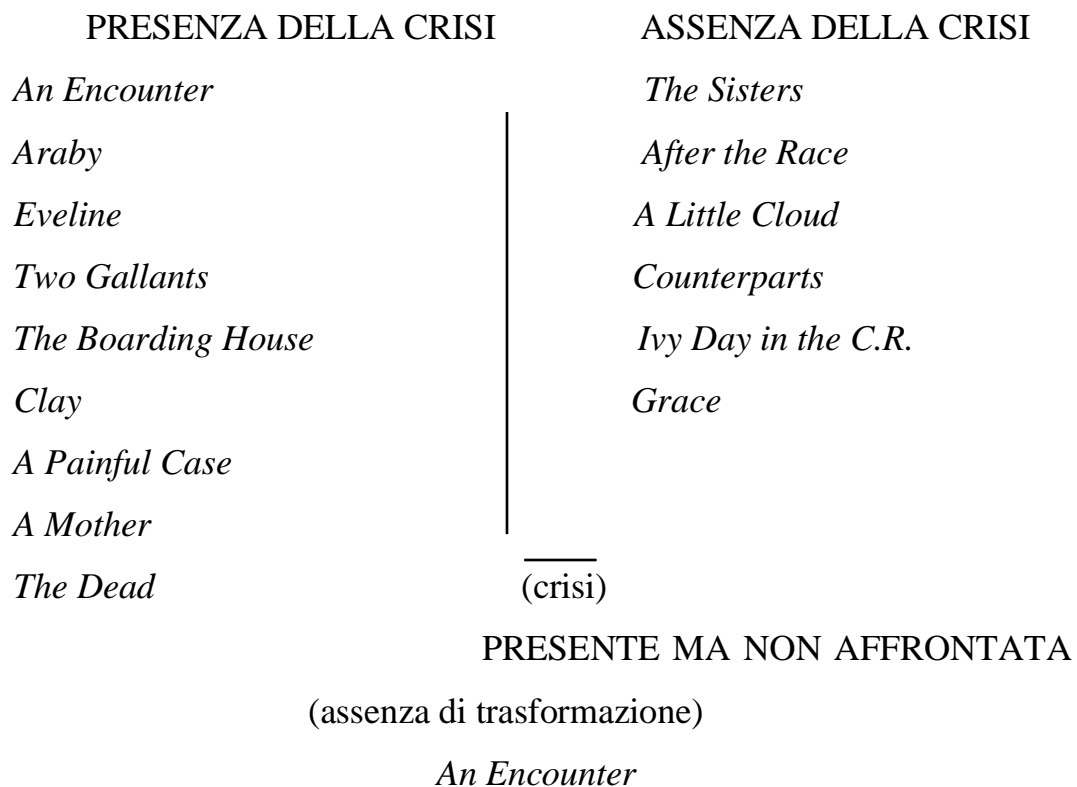 PRESENZA DELLA CRISI ASSENZA DELLA CRISI
An Encounter The Sisters
Araby After the Race
Eveline A Little Cloud
Two Gallants Counterparts
The Boarding House Ivy Day in the C.R.
Clay Grace
A Painful Case
A Mother
The Dead (crisi)
PRESENTE MA NON AFFRONTATA
(assenza di trasformazione)
An Encounter